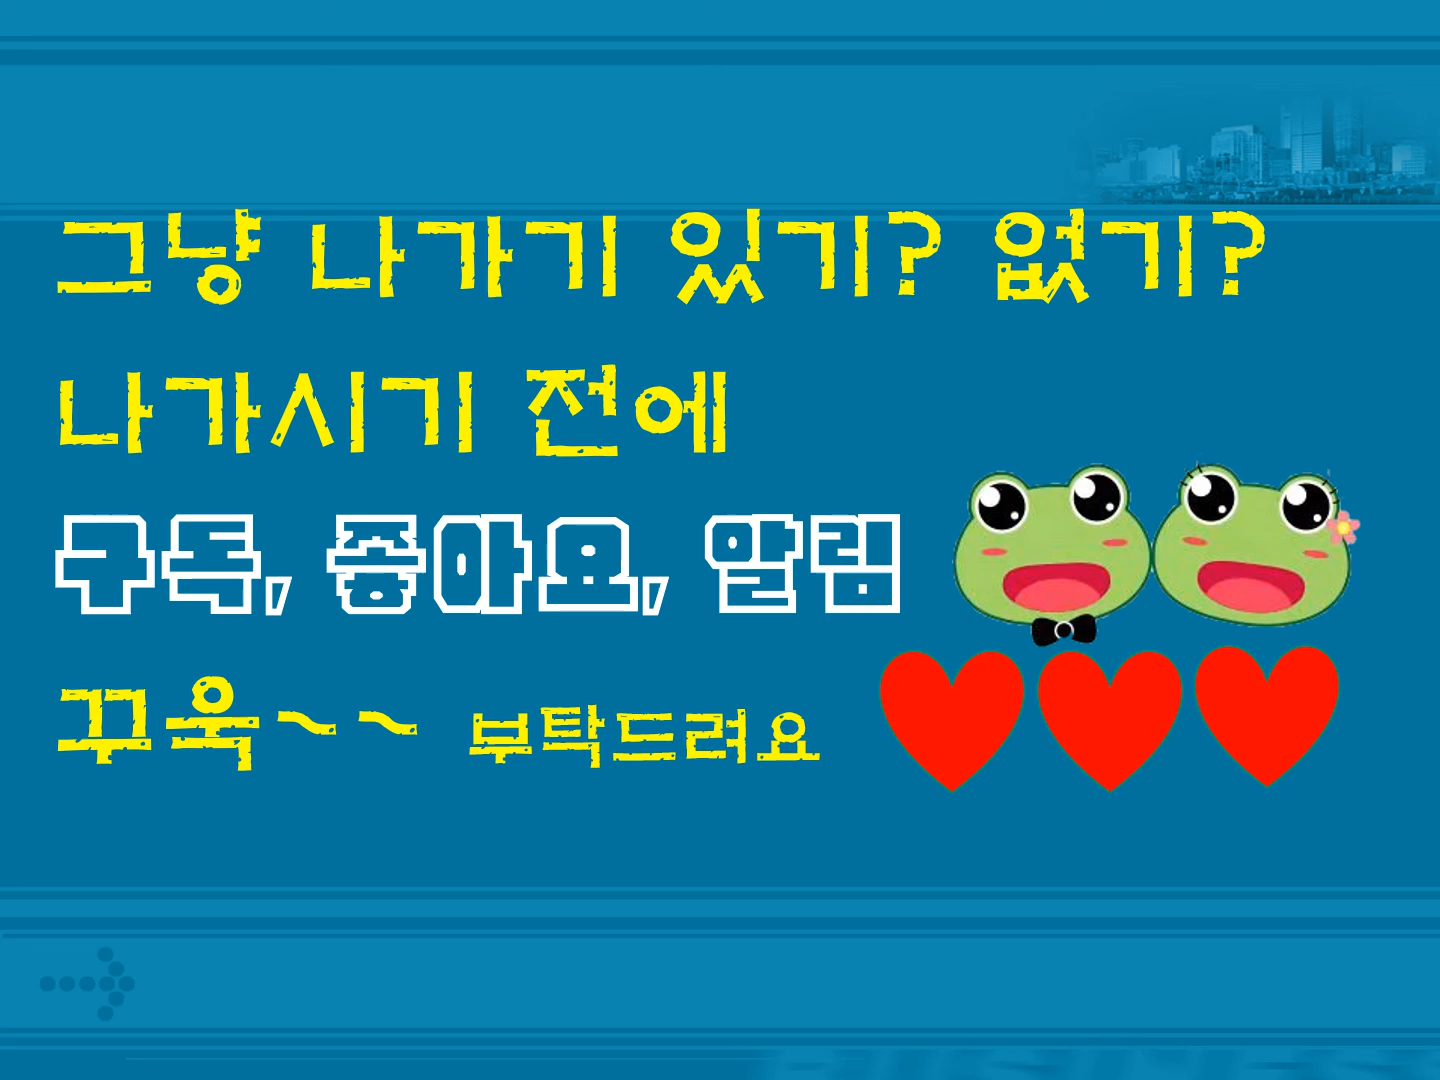 그냥 나가기 있기? 없기?
나가시기 전에
구독, 좋아요, 알림
꾸욱~~ 부탁드려요